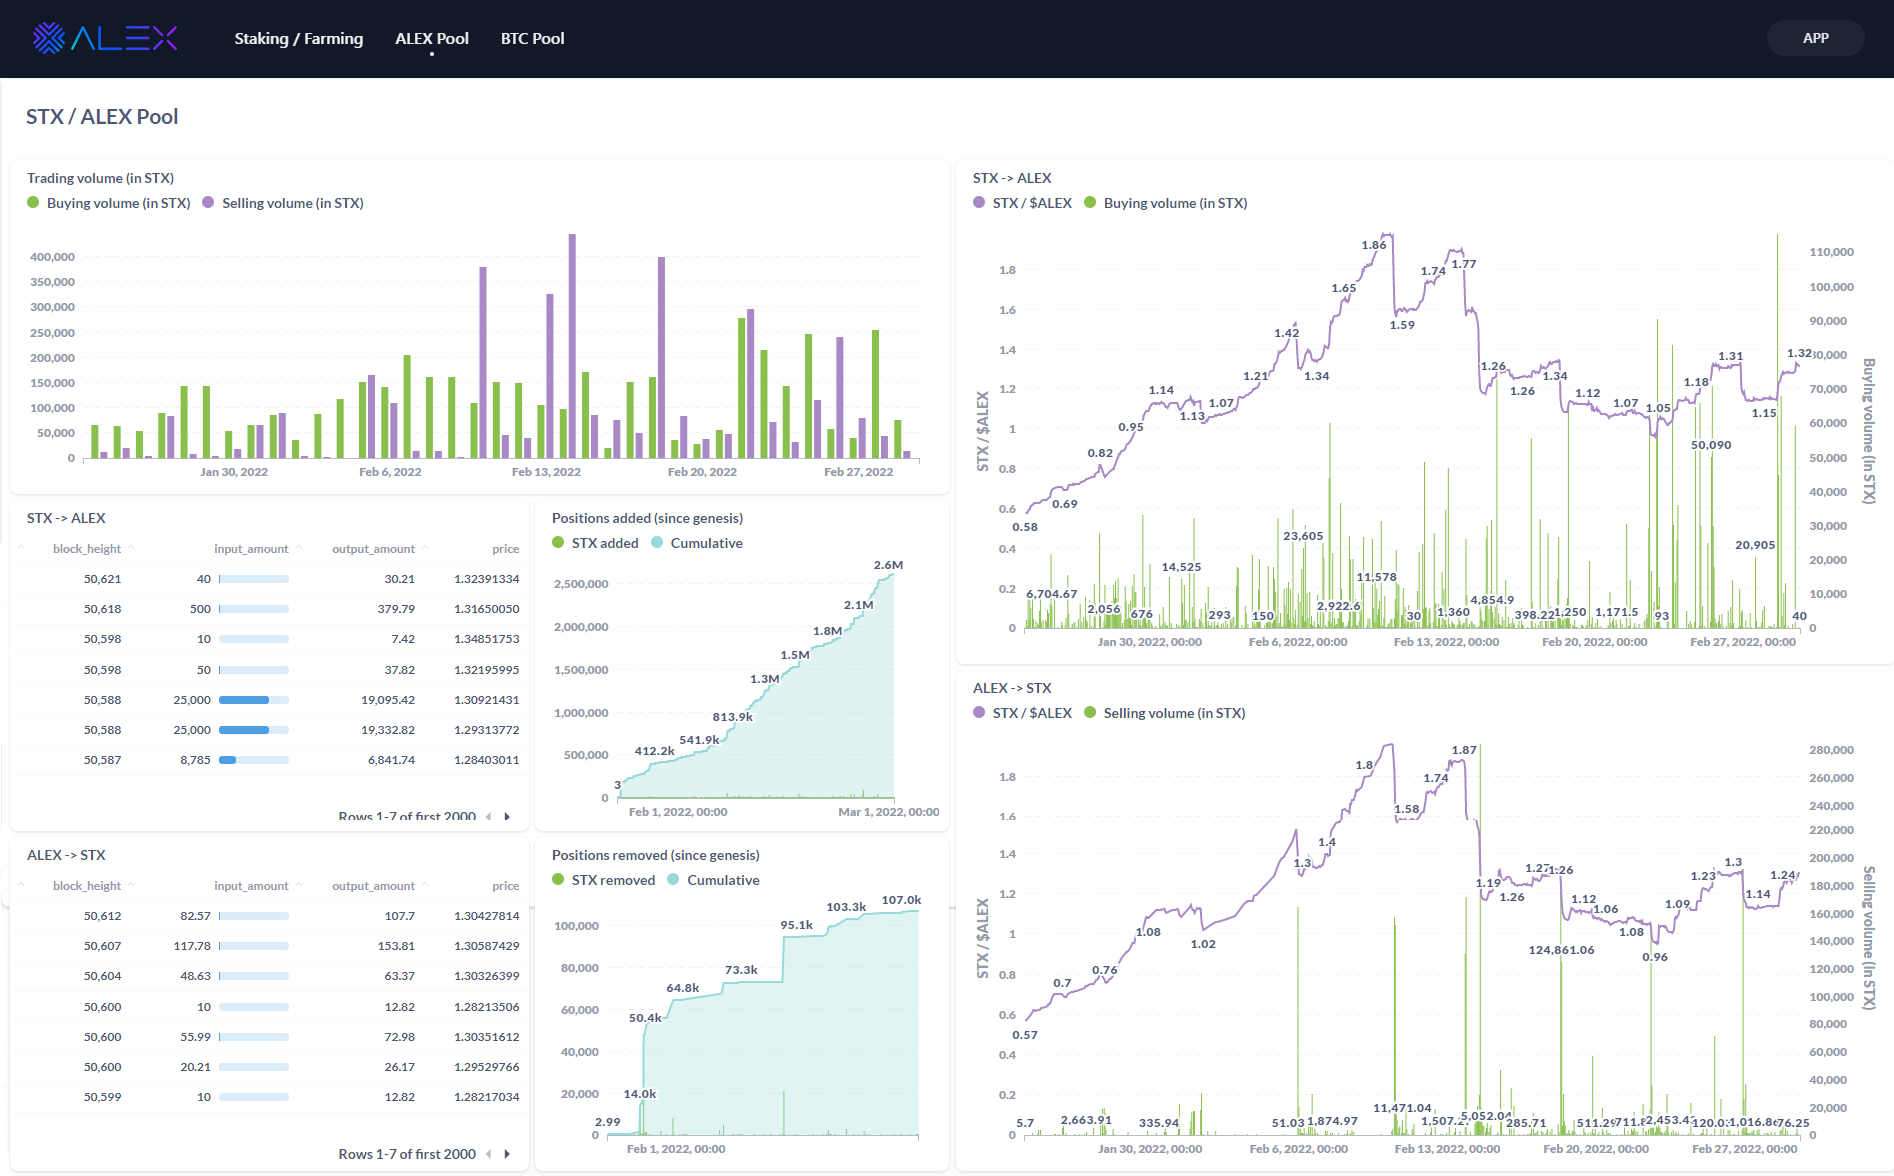 ALEX
Staking / Farming
ALEX Pool
BTC Pool
APP
STX / ALEX Pool
Trading volume (in STX)
Buying volume (in STX) Selling volume (in STX)
400,000
350,000
300,000
250,000
200,000
150,000
100,000
50,000
0
Jan 30, 2022 Feb 6, 2022 Feb 13, 2022 Feb 20, 2022 Feb 27, 2022
STX -> ALEX
block_height input_amount output_amount price
50,621 40 30.21 1.32391334
50,618 500 379.79 1.31650050
50,598 10 7.42 1.34851753
50,598 50 37.82 1.32195995
50,588 25,000 19,095.42 1.30921431
50,588 25,000 19,332.82 1.29313772
50,587 8,785 6,841.74 1.28403011
Rows 1-7 of first 2000
Positions added (since genesis)
STX added Cumulative
2,500,000
2,000,000
1,500,000
1,000,000
500,000
0
3
412.2k
541.9k
813.9k
1.3M
1.5M
1.8M
2.1M
2.6M
Feb 1, 2022, 00:00 Mar 1, 2022, 00:00
ALEX -> STX
block_height input_amount output_amount price
50,612 82.57 107.7 1.30427814
50,607 117.78 153.81 1.30587429
50,604 48.63 63.37 1.30326399
50,600 10 12.82 1.28213506
50,600 55.99 72.98 1.30351612
50,600 20.21 26.17 1.29529766
50,599 10 12.82 1.28217034
Rows 1-7 of first 2000
Positions removed (since genesis)
STX removed Cumulative
100,000
80,000
60,000
40,000
20,000
0
2.99
14.0k
50.4k
64.8k
73.3k
95.1k
103.3k
107.0k
Feb 1, 2022, 00:00
STX -> ALEX
STX / $ALEX Buying volume (in STX)
STX / $ALEX
1.8
1.6
1.4
1.2
1
0.8
0.6
0.4
0.2
0
0.58
0.69
0.82
0.95
1.14
1.13
1.07
1.21
1.42
1.34
1.65
1.86
1.59
1.74
1.77
1.26
1.26
1.34
1.12
1.07
1.05
1.18
1.31
1.15
1.32
6,704.67
2,056
676
14,525
293
150
23,605
2,922.6
11,578
30
1,360
4,854.9
398.22
1,250
1,171.5
93
50,090
20,905
40
110,000
100,000
90,000
80,000
70,000
60,000
50,000
40,000
30,000
20,000
10,000
0
Buying volume (in STX)
Jan 30, 2022, 00:00 Feb 6, 2022, 00:00 Feb 13, 2022, 00:00 Feb 20, 2022, 00:00 Feb 27, 2022, 00:00
ALEX -> STX
STX / $ALEX Selling volume (in STX)
STX / $ALEX
1.8
1.6
1.4
1.2
1
0.8
0.6
0.4
0.2
0
0.57
0.7
0.76
1.08
1.02
1.3
1.4
1.8
1.58
1.74
1.87
1.19
1.26
1.27
1.26
1.12
1.06
1.08
0.96
1.09
1.23
1.3
1.14
1.24
5.7
2,663.91
335.94
51.03
1,874.97
11,471.04
5,052.04
285.71
124,861.06
76.25
280,000
260,000
240,000
220,000
200,000
180,000
160,000
140,000
120,000
100,000
80,000
60,000
40,000
20,000
0
Selling volume (in STX)
Jan 30, 2022, 00:00 Feb 6, 2022, 00:00 Feb 13, 2022, 00:00 Feb 20, 2022, 00:00 Feb 27, 2022, 00:00